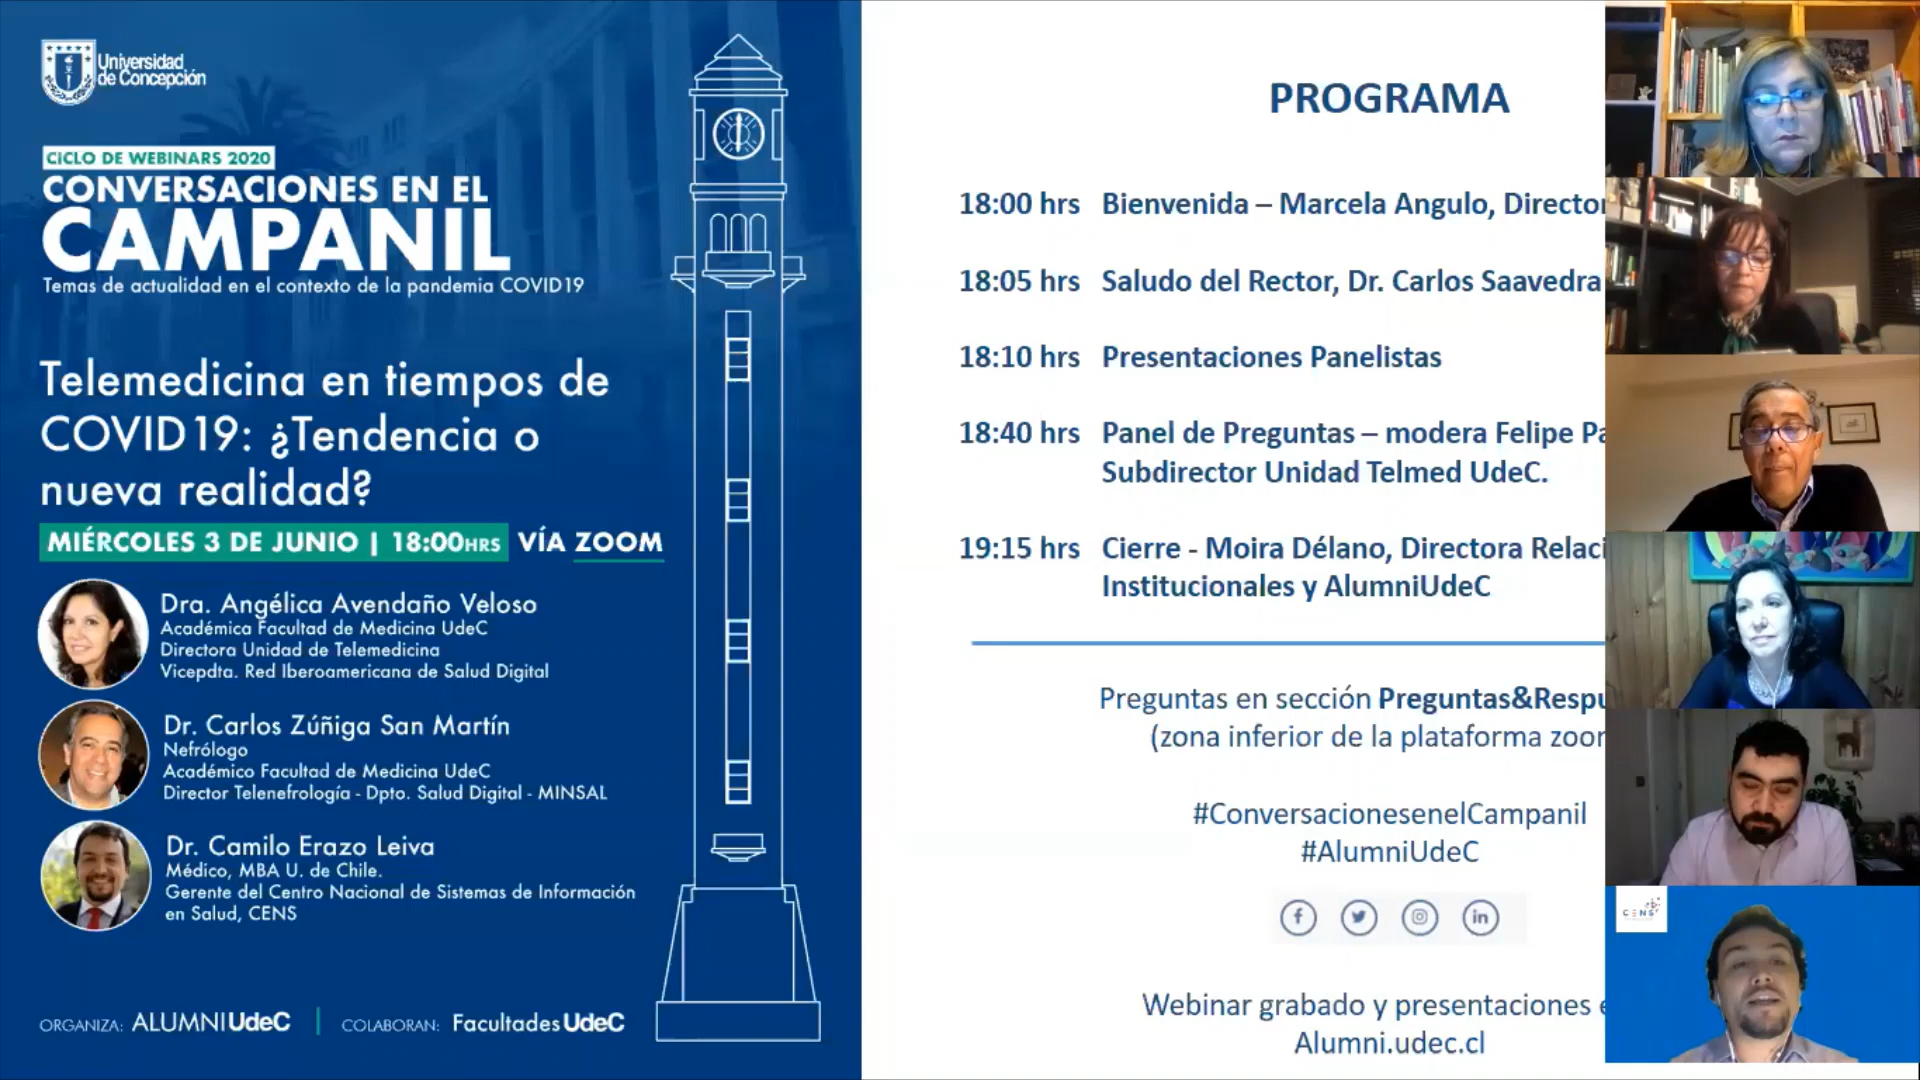 Universidad
de Concepción
CICLO DE WEBINARS 2020
CONVERSACIONES EN EL
CAMPANIL
Temas de actualidad en el contexto de la pandemia COVID19
Telemedicina en tiempos de
COVID19: ¿Tendencia o
nueva realidad?
MIÉRCOLES 3 DE JUNIO | 18:00HRS VÍA ZOOM
Dra. Angélica Avendaño Veloso
Académica Facultad de Medicina UdeC
Directora Unidad de Telemedicina
Vicepdta. Red Iberoamericana de Salud Digital
Dr. Carlos Zúñiga San Martín
Nefrólogo
Académico Facultad de Medicina UdeC
Director Telenefrología - Dpto. Salud Digital - MINSAL
Dr. Camilo Erazo Leiva
Médico, MBA U. de Chile.
Gerente del Centro Nacional de Sistemas de Información
en Salud, CENS
ORGANIZA: ALUMNIUdeC | COLABORAN: FacultadesUdeC
PROGRAMA
18:00 hrs Bienvenida – Marcela Angulo, Director
18:05 hrs Saludo del Rector, Dr. Carlos Saavedra
18:10 hrs Presentaciones Panelistas
18:40 hrs Panel de Preguntas – modera Felipe Pa
Subdirector Unidad Telmed UdeC.
19:15 hrs Cierre - Moira Délano, Directora Relaci
Institucionales y AlumniUdeC
Preguntas en sección Preguntas&Respu
(zona inferior de la plataforma zoom
#ConversacionesenelCampanil
#AlumniUdeC
Webinar grabado y presentaciones e
Alumni.udec.cl
CENS